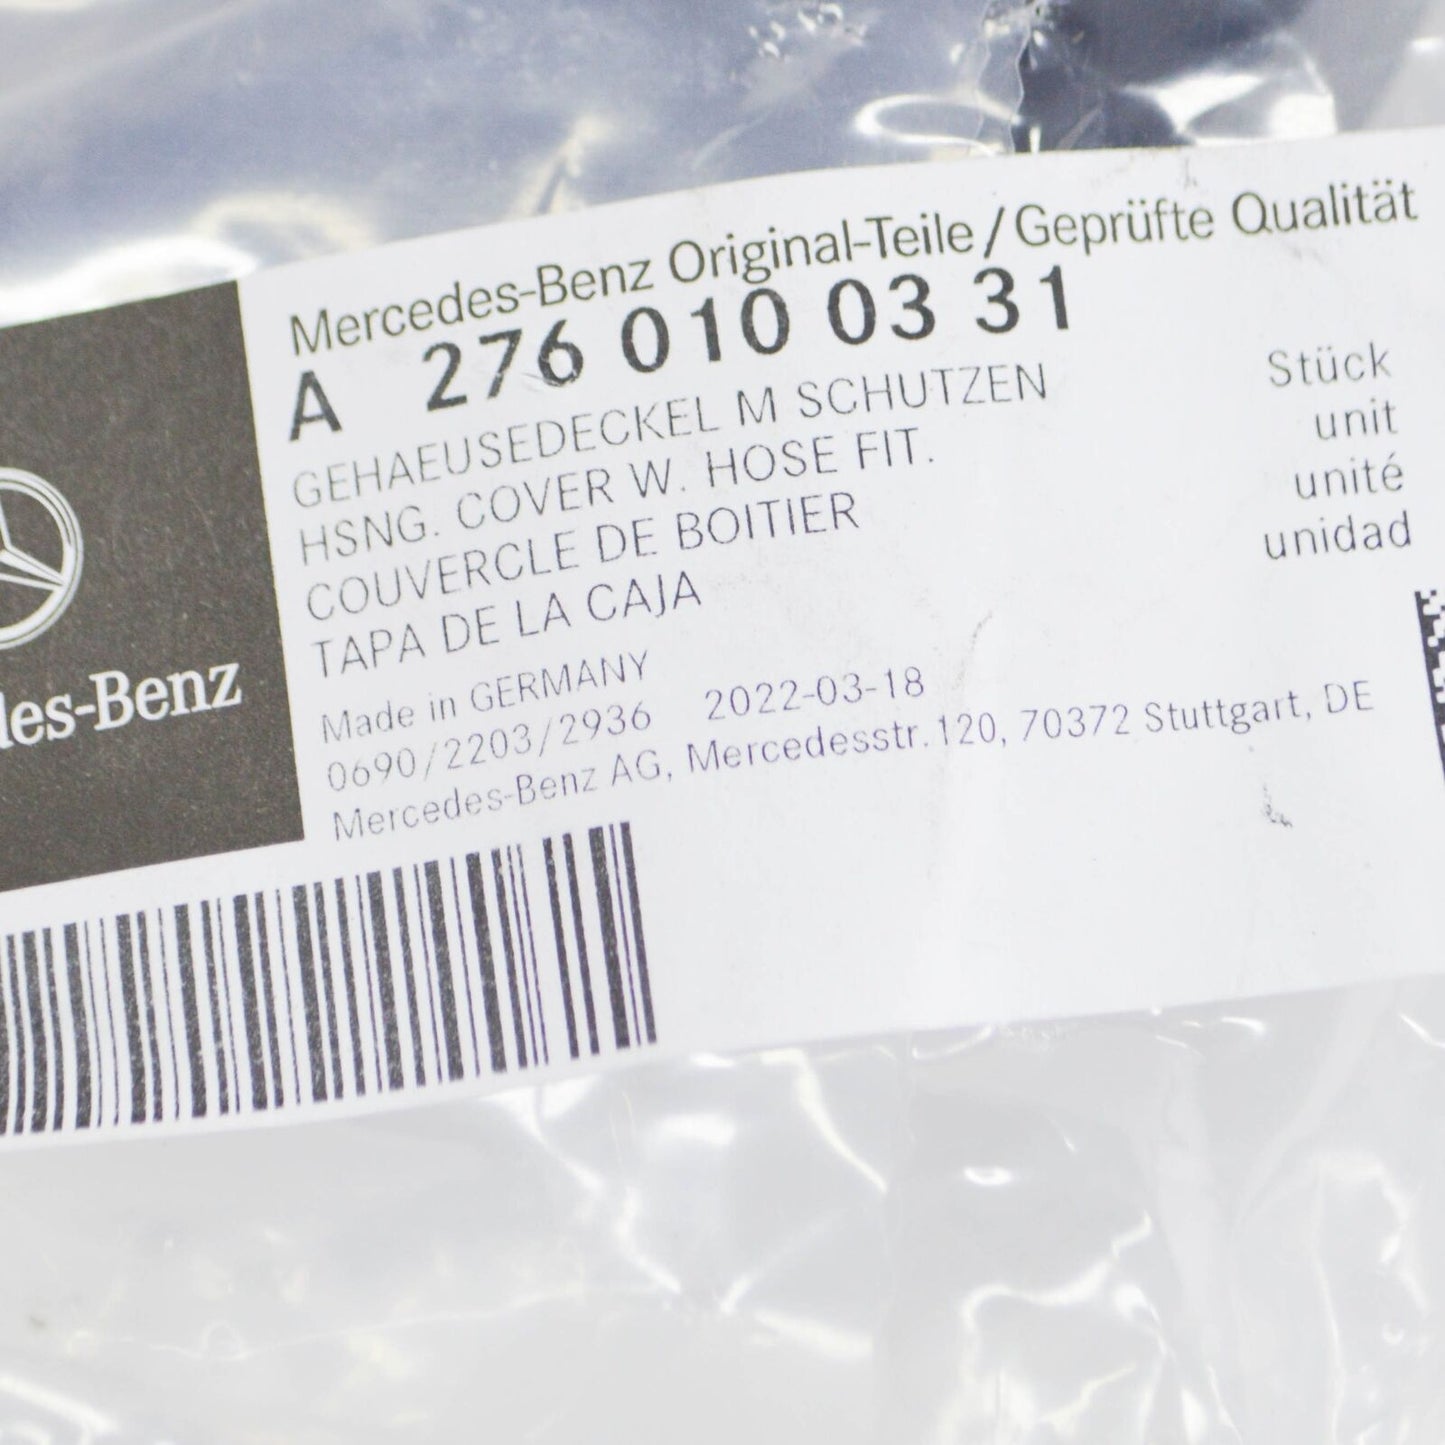 Mercedes-Benz Original-Teile/Geprüfte Qualität
A 276 010 03 31
GEHAEUSEDECKEL M SCHUTZEN
HSNG. COVER W. HOSE FIT.
COUVERCLE DE BOITIER
TAPA DE LA CAJA
Stück
unit
unité
unidad
Made in GERMANY
0690/2203/2936 2022-03-18
Mercedes-Benz AG, Mercedesstr. 120, 70372 Stuttgart, DE
des-Benz